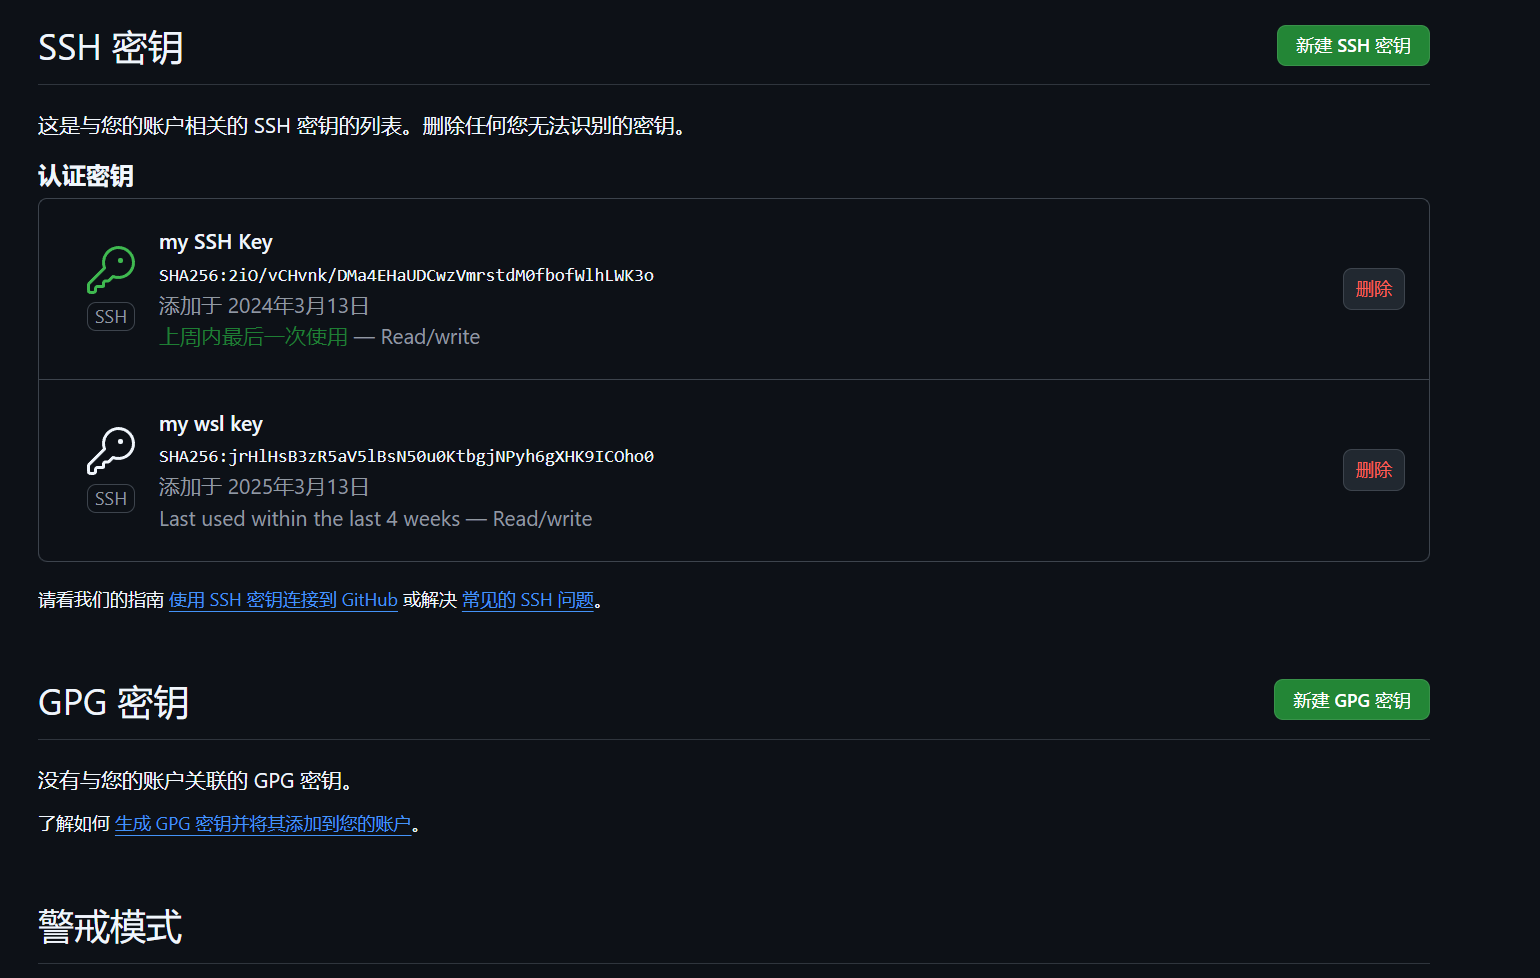 SSH 密钥
新建 SSH 密钥
这是与您的账户相关的 SSH 密钥的列表。删除任何您无法识别的密钥。
认证密钥
my SSH Key
SHA256:2iO/vCHvnk/DMa4EHaUDCwzVmrstdM0fbofWlhLWK3o
添加于 2024年3月13日
上周内最后一次使用 — Read/write
SSH
删除
my wsl key
SHA256:jrHlHsB3zR5aV5lBsN50u0KtbgjNPyh6gXHK9ICOho0
添加于 2025年3月13日
Last used within the last 4 weeks — Read/write
SSH
删除
请看我们的指南 使用 SSH 密钥连接到 GitHub 或解决 常见的 SSH 问题。
GPG 密钥
新建 GPG 密钥
没有与您的账户关联的 GPG 密钥。
了解如何 生成 GPG 密钥并将其添加到您的账户。
警戒模式